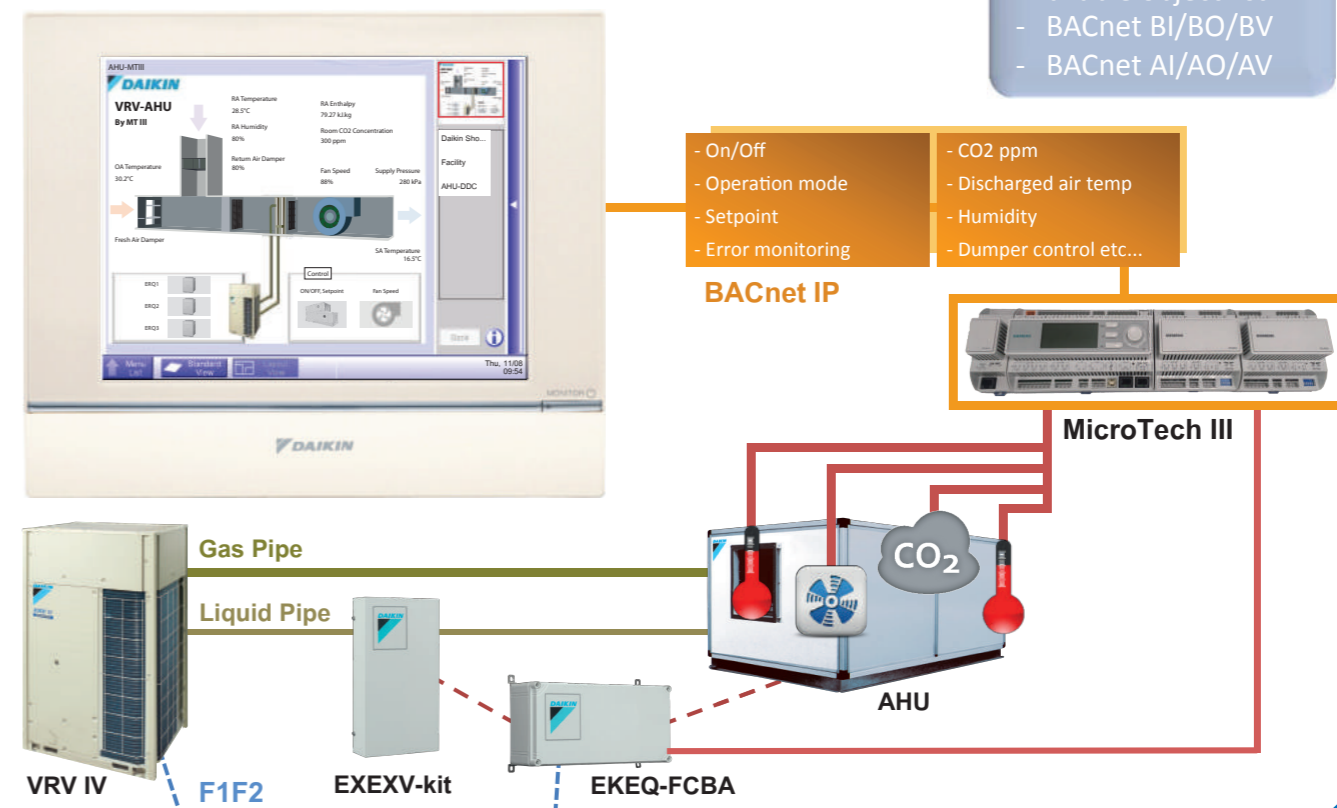 - BACnet BI/BO/BV
- BACnet AI/AO/AV
AHU-MTIII
DAIKIN
VRV-AHU
By MT III
RA Temperature
28.5°C
RA Humidity
80%
Return Air Damper
80%
RA Enthalpy
79.27 kJ.kg
Room CO2 Concentration
300 ppm
OA Temperature
30.2°C
Fan Speed
88%
Supply Pressure
280 kPa
Fresh Air Damper
SA Temperature
16.5°C
ERQ1
ERQ2
ERQ3
Control
ON/OFF, Setpoint
Fan Speed
Daikin Sho...
Facility
AHU-DDC
Back
Menu
List
Standard
View
Layout
View
Thu, 11/08
09:54
MONITOR
DAIKIN
- On/Off
- Operation mode
- Setpoint
- Error monitoring
- CO2 ppm
- Discharged air temp
- Humidity
- Dumper control etc...
BACnet IP
MicroTech III
Gas Pipe
Liquid Pipe
CO2
AHU
DAIKIN
DAIKIN
VRV IV
F1F2
EXEXV-kit
EKEQ-FCBA